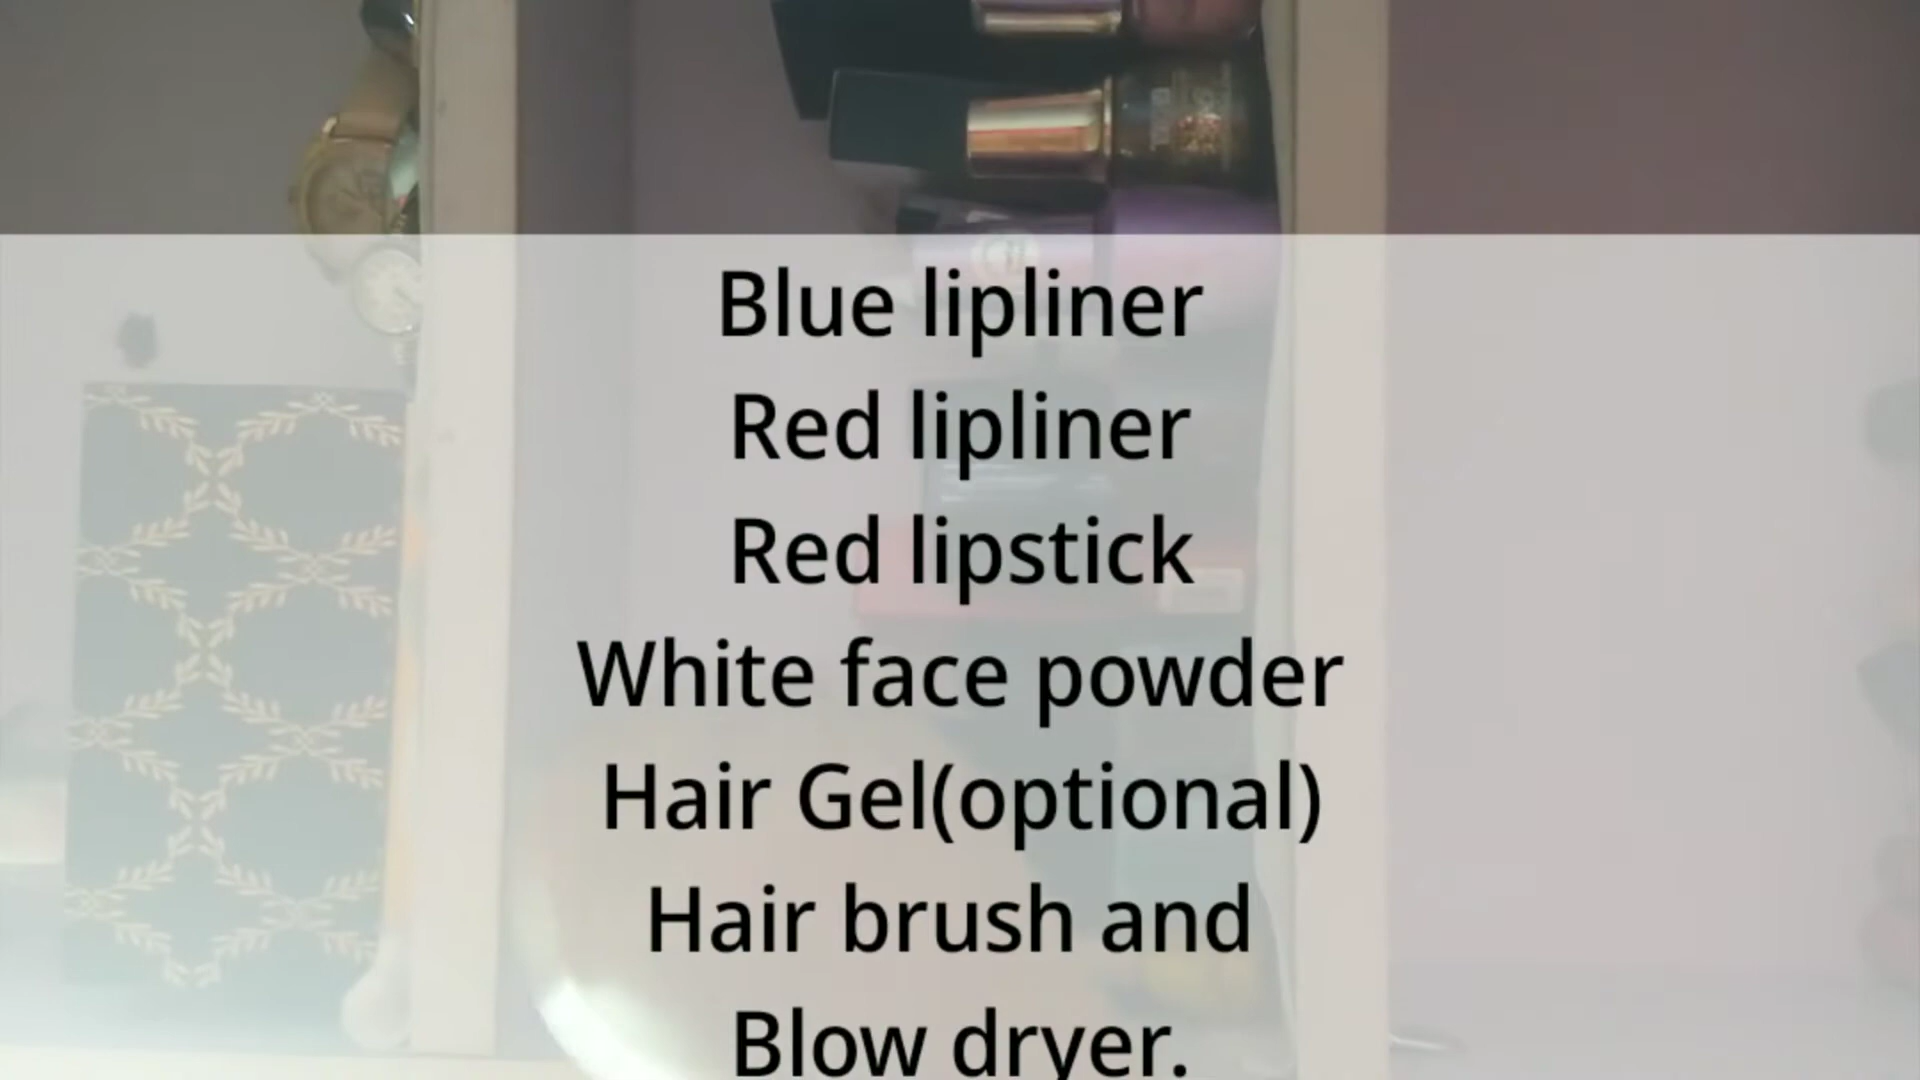 Blue lipliner
Red lipliner
Red lipstick
White face powder
Hair Gel(optional)
Hair brush and
Blow dryer.